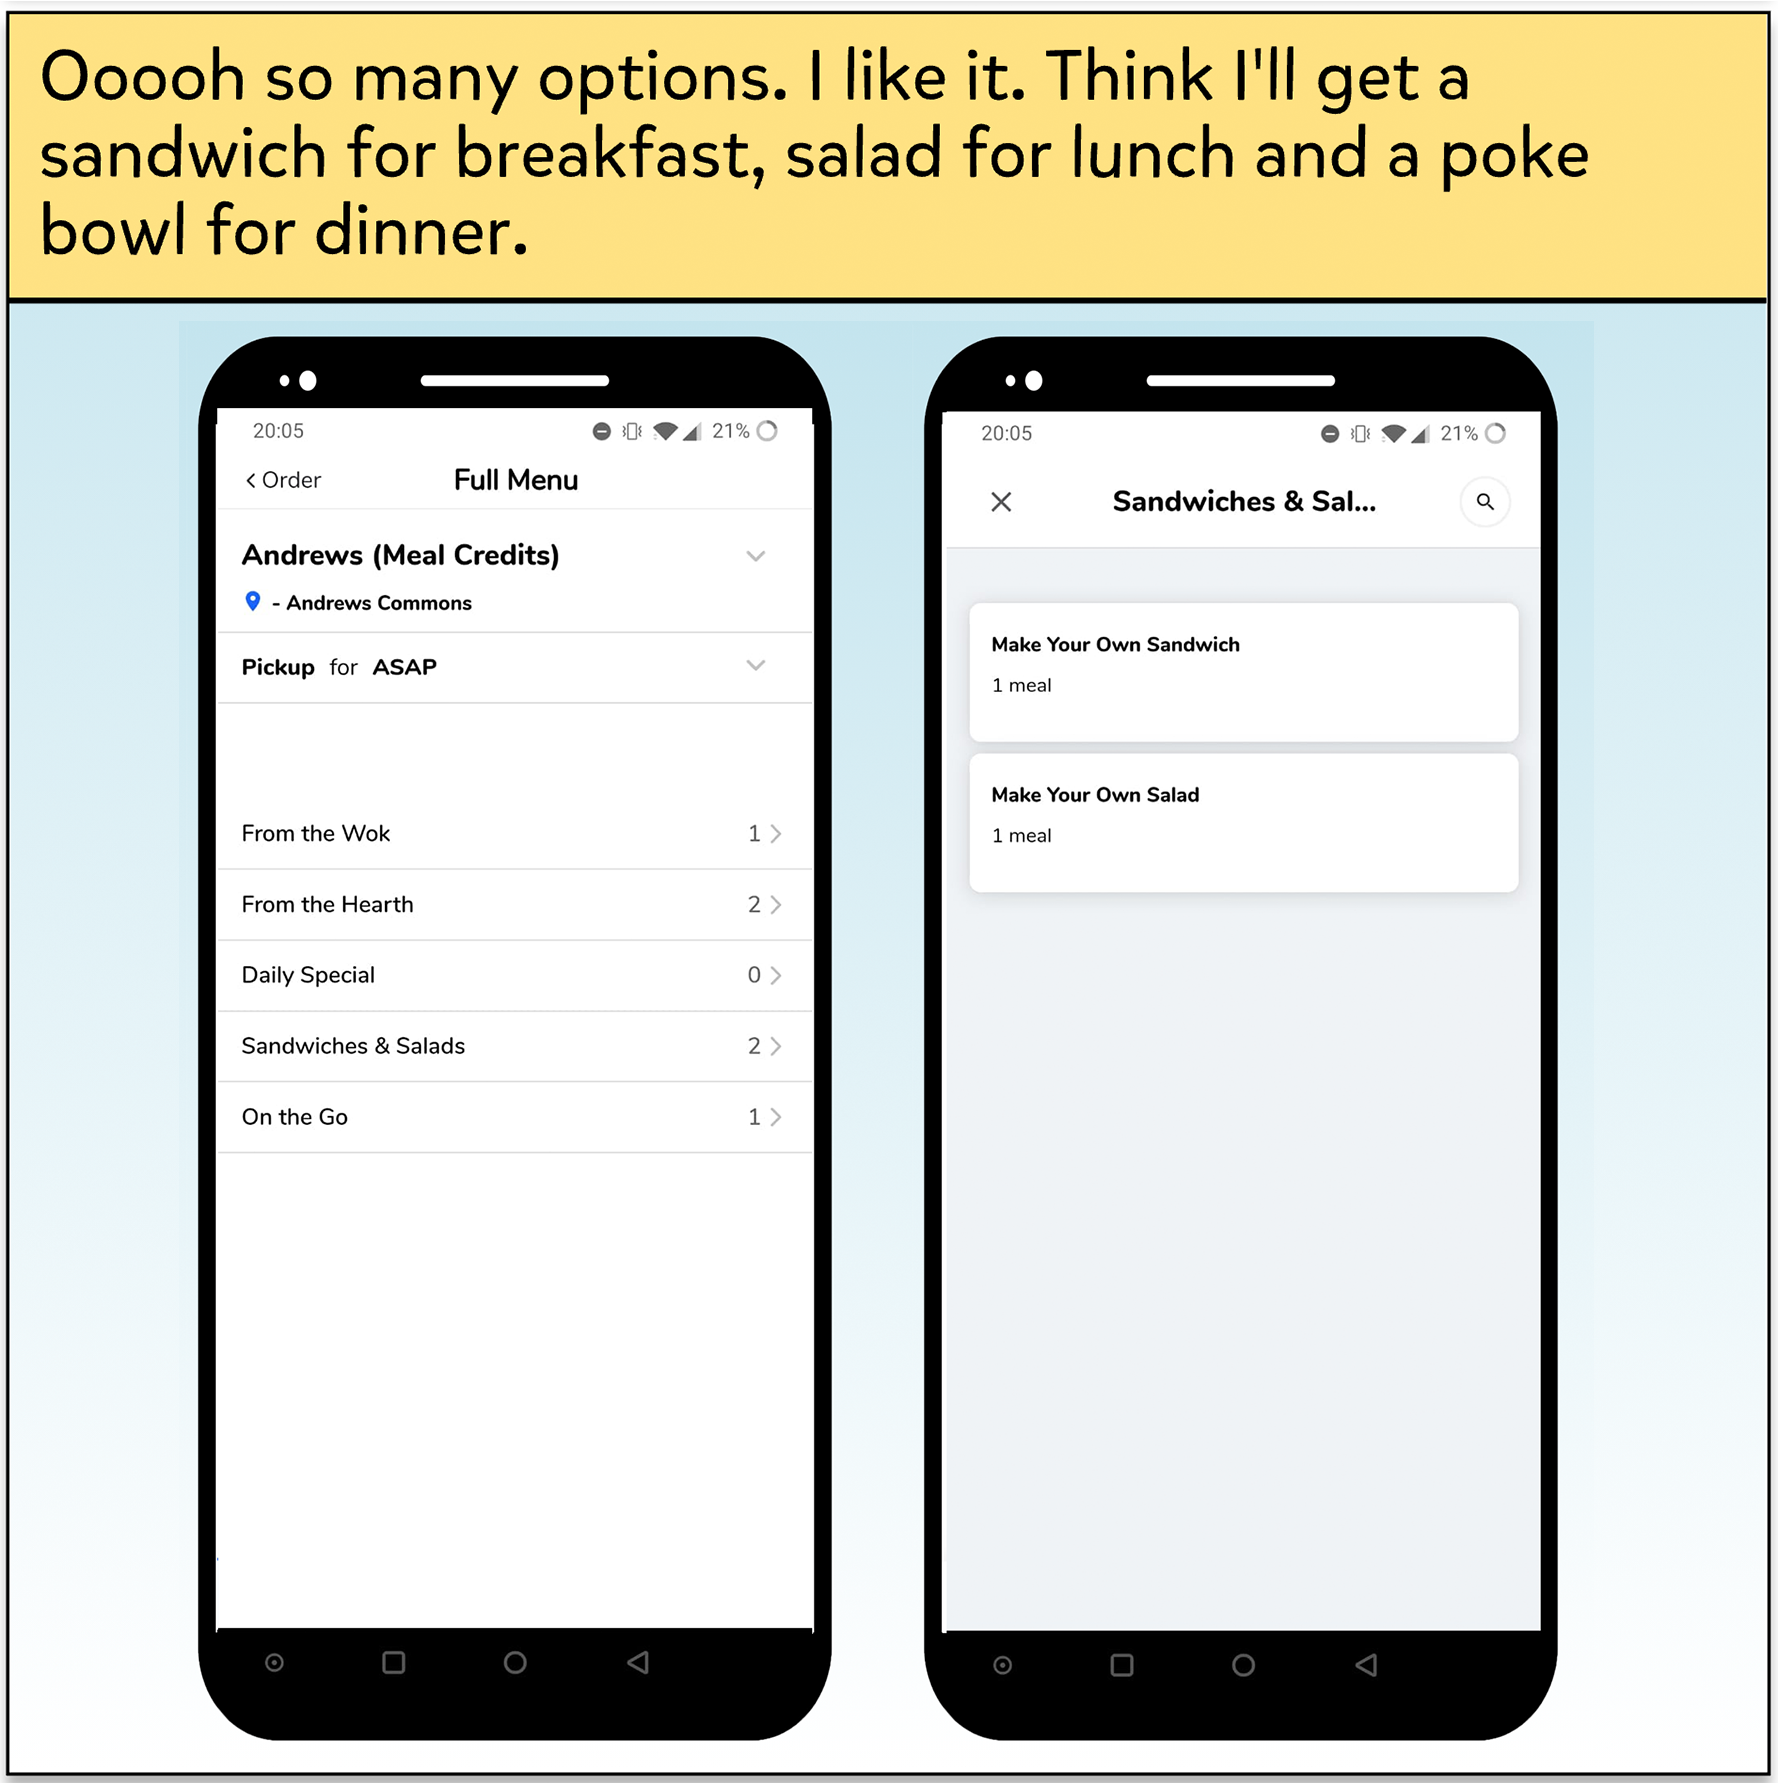 Ooooh so many options. I like it. Think I'll get a
sandwich for breakfast, salad for lunch and a poke
bowl for dinner.
20:05
21%
Order
Full Menu
Andrews (Meal Credits)
- Andrews Commons
Pickup for ASAP
From the Wok 1
From the Hearth 2
Daily Special 0
Sandwiches & Salads 2
On the Go 1
20:05
21%
Sandwiches & Sal...
Make Your Own Sandwich
1 meal
Make Your Own Salad
1 meal